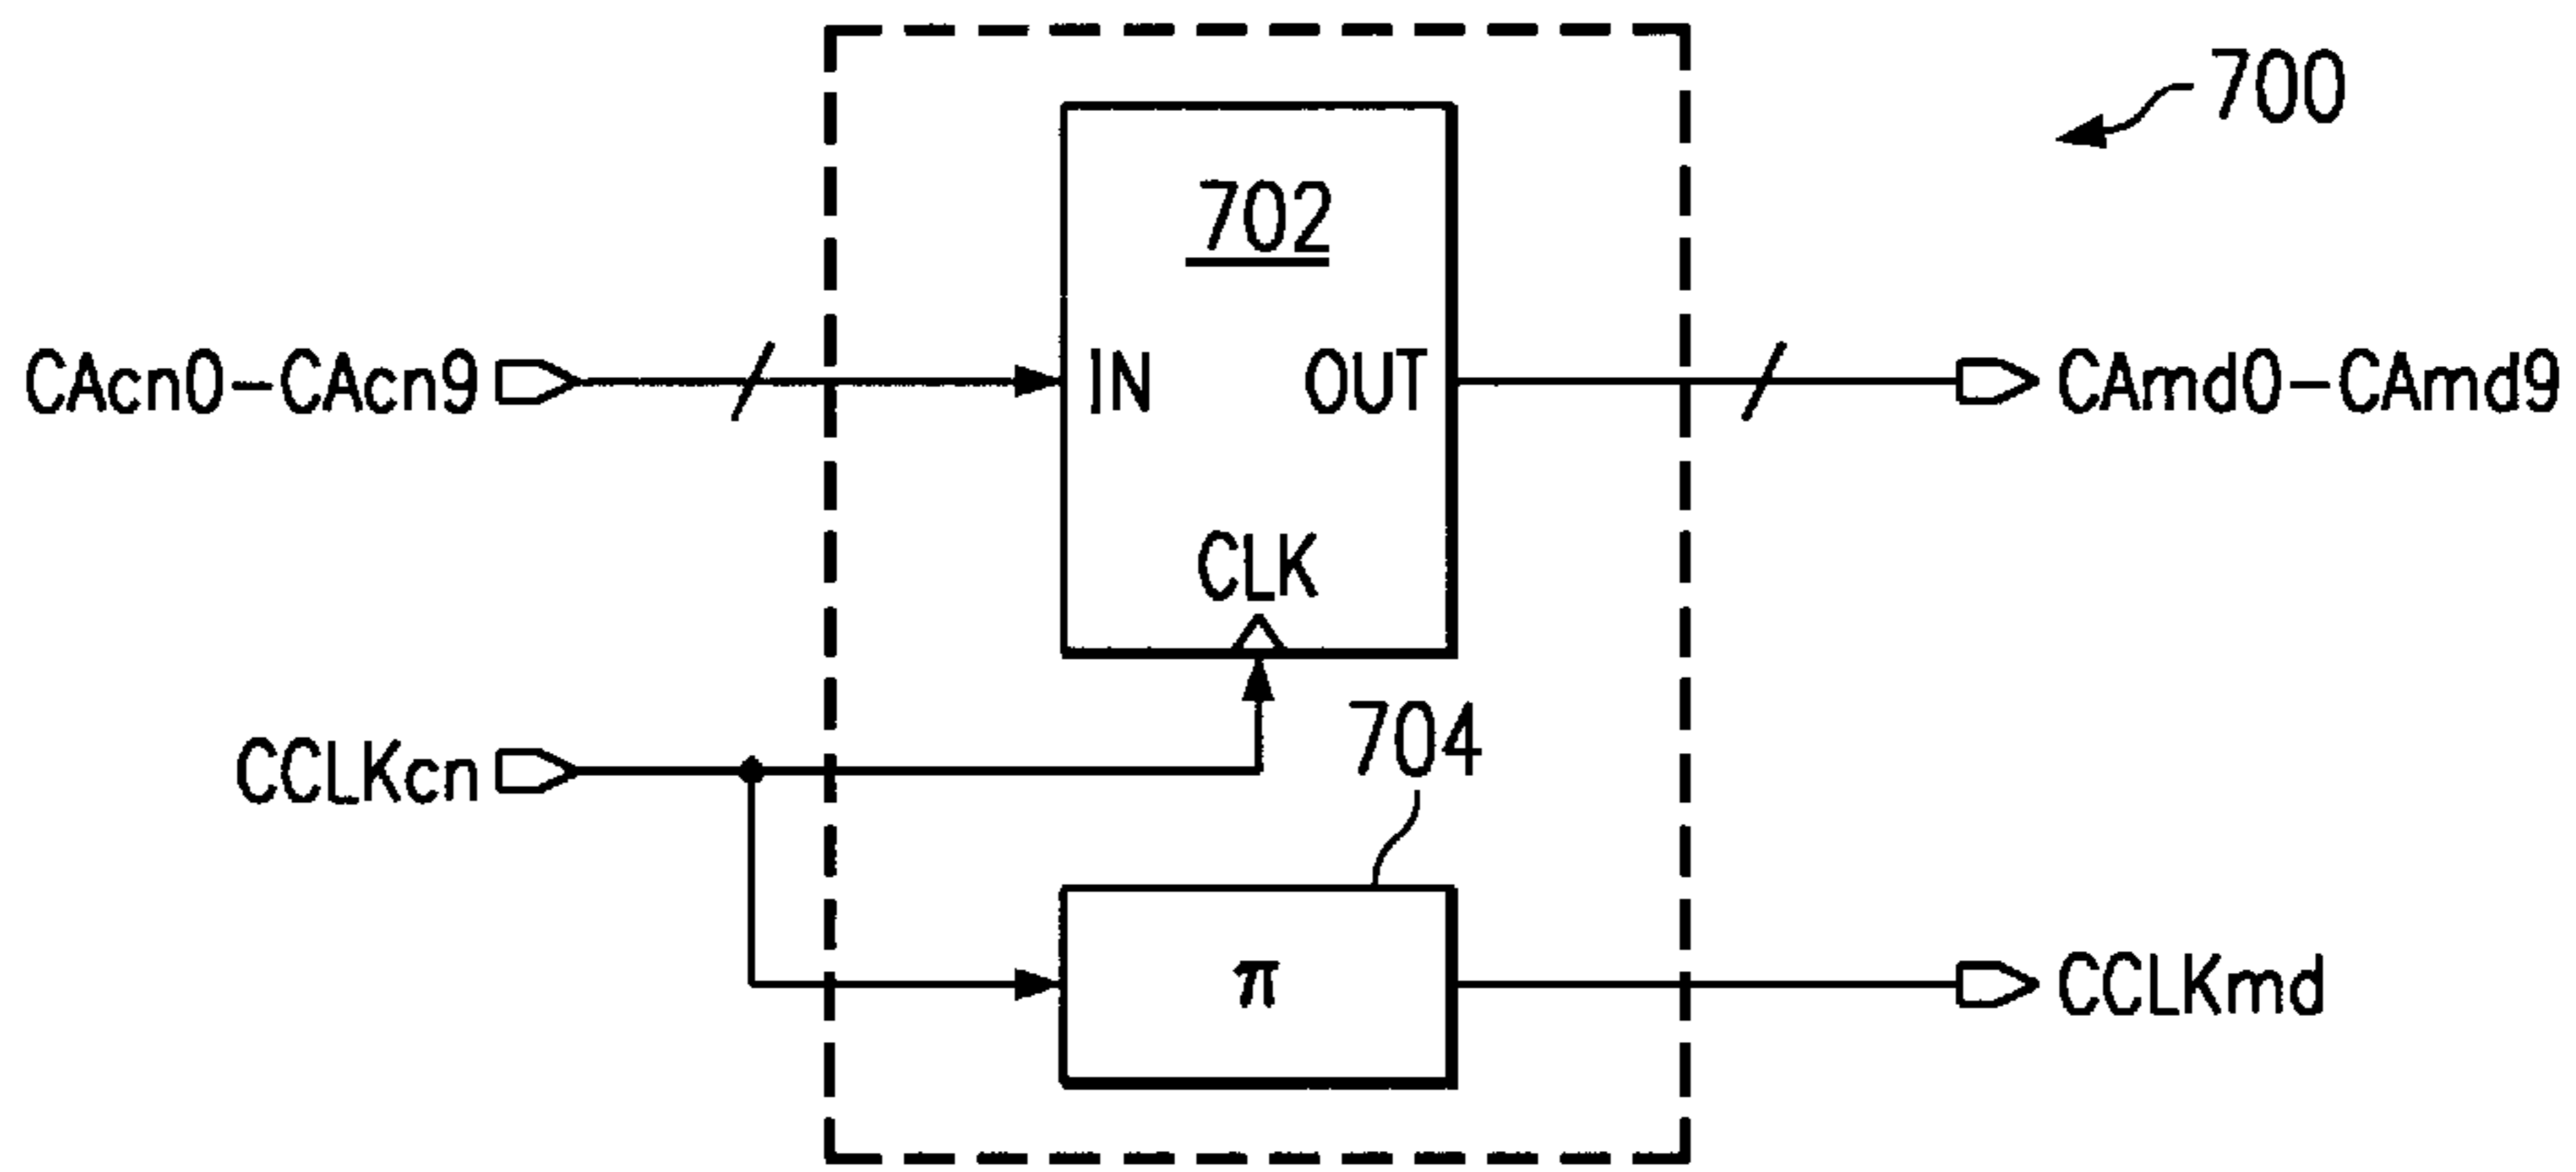 700
702
CAcn0-CAcn9
IN
OUT
CAmd0-CAmd9
CLK
704
CCLKcn
π
CCLKmd